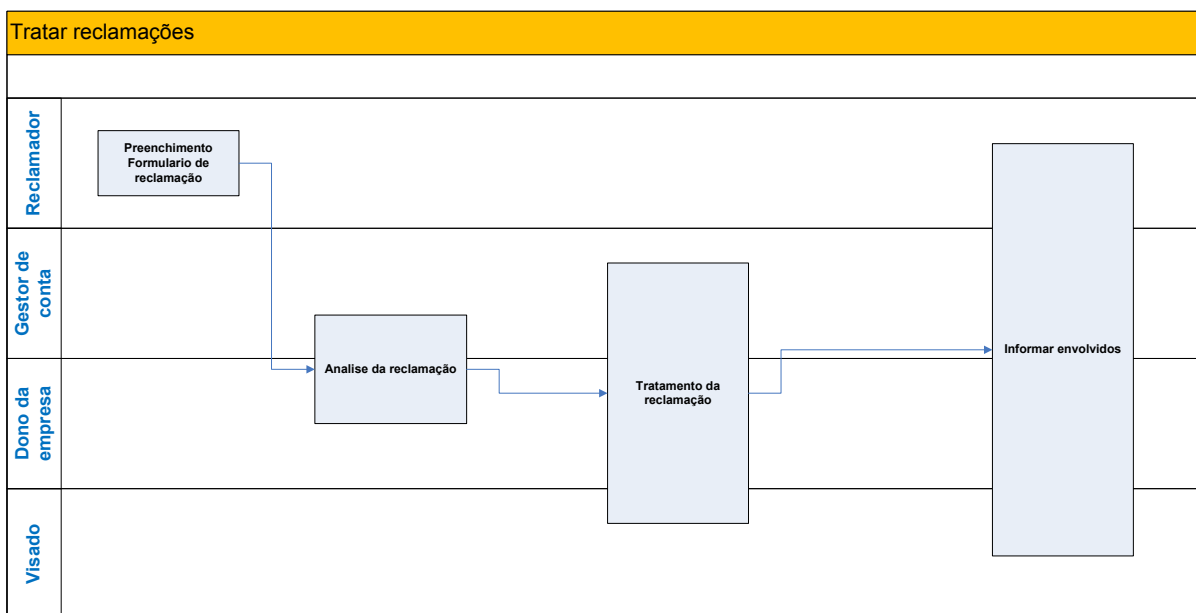 Tratar reclamações
Reclamador
Preenchimento
Formulario de
reclamação
Gestor de
conta
Analise da reclamação
Tratamento da
reclamação
Informar envolvidos
Dono da
empresa
Visado